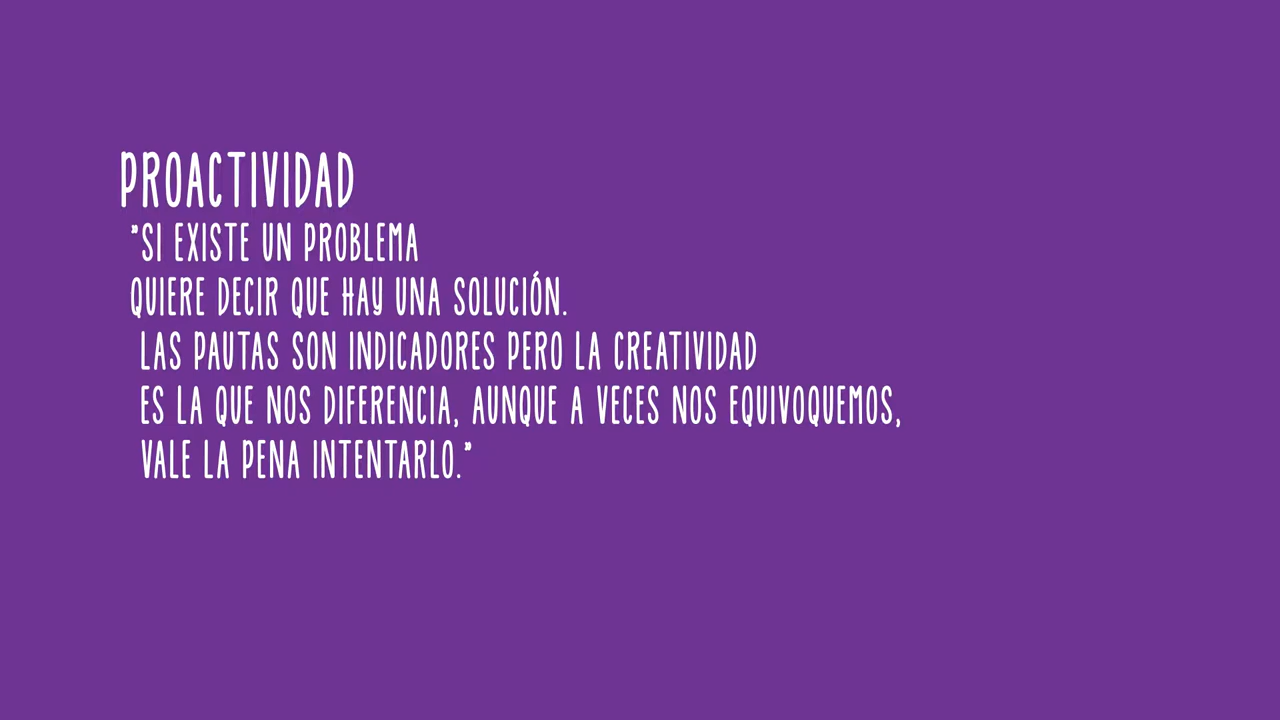 PROACTIVIDAD
"SI EXISTE UN PROBLEMA
QUIERE DECIR QUE HAY UNA SOLUCIÓN.
LAS PAUTAS SON INDICADORES PERO LA CREATIVIDAD
ES LA QUE NOS DIFERENCIA, AUNQUE A VECES NOS EQUIVOQUEMOS,
VALE LA PENA INTENTARLO."